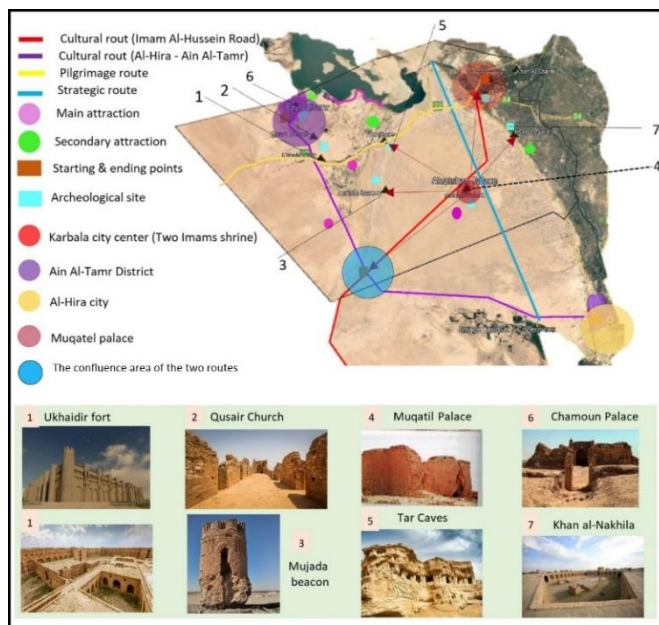 Cultural rout (Imam Al-Hussein Road)
Cultural rout (Al-Hira - Ain Al-Tamr)
Pilgrimage route
Strategic route
Main attraction
Secondary attraction
Starting & ending points
Archeological site
Karbala city center (Two Imams shrine)
Ain Al-Tamr District
Al-Hira city
Muqatel palace
The confluence area of the two routes
5
6
2
1
7
4
3
1 Ukhaidir fort
2 Qusair Church
4 Muqatil Palace
6 Chamoun Palace
1
3
Mujada
beacon
5 Tar Caves
7 Khan al-Nakhila